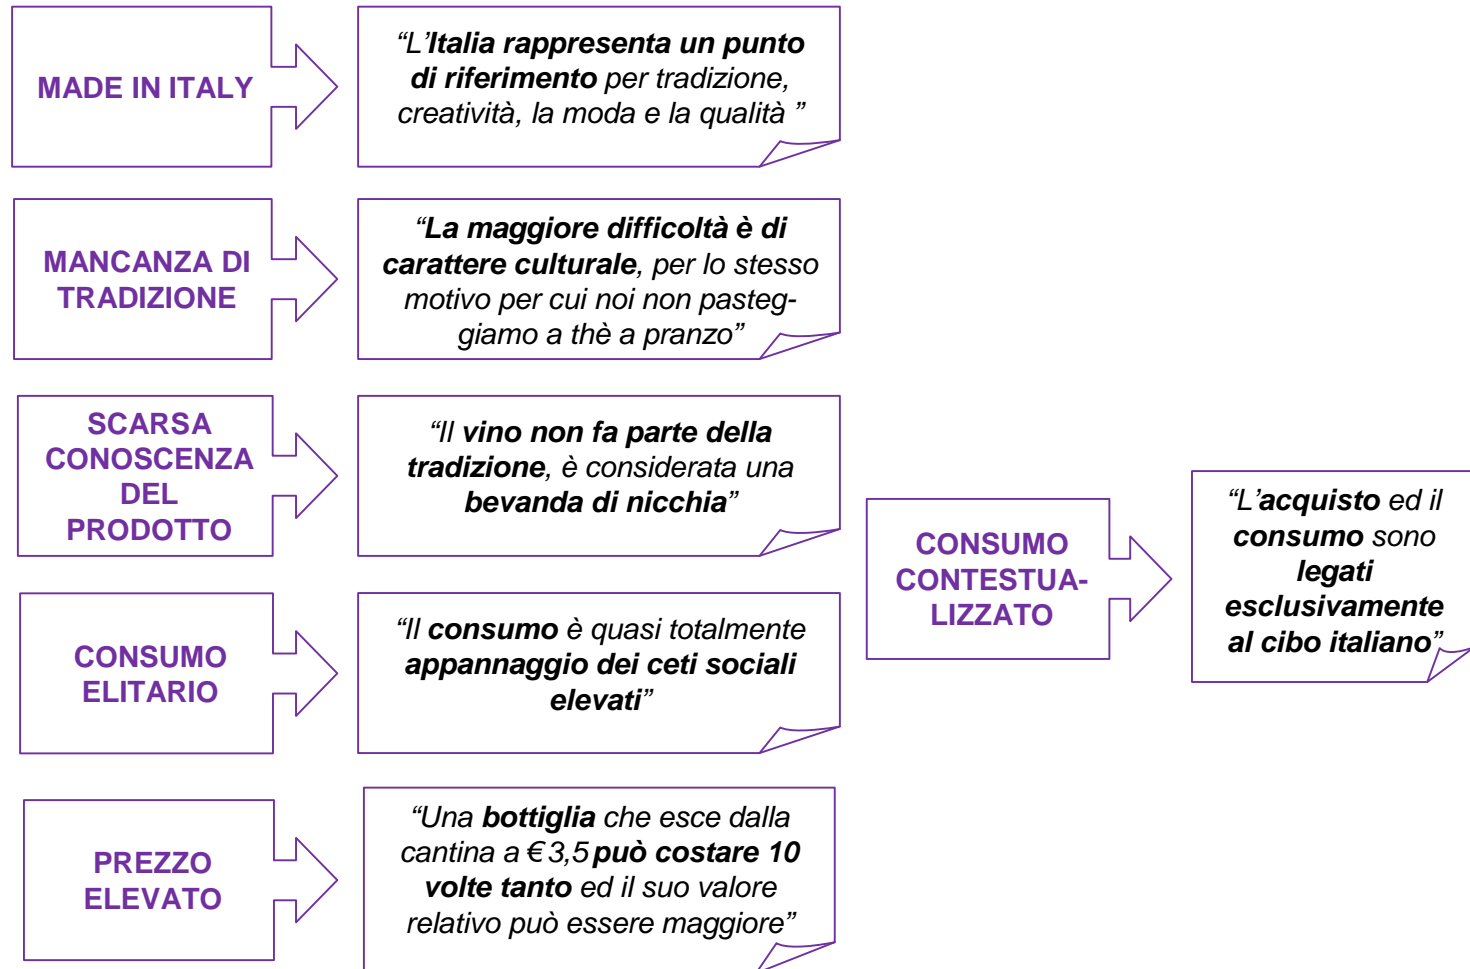 MADE IN ITALY
“L’Italia rappresenta un punto
di riferimento per tradizione,
creatività, la moda e la qualità ”
MANCANZA DI
TRADIZIONE
“La maggiore difficoltà è di
carattere culturale, per lo stesso
motivo per cui noi non pasteg-
giamo a thè a pranzo”
SCARSA
CONOSCENZA
DEL
PRODOTTO
“Il vino non fa parte della
tradizione, è considerata una
bevanda di nicchia”
CONSUMO
ELITARIO
“Il consumo è quasi totalmente
appannaggio dei ceti sociali
elevati”
PREZZO
ELEVATO
“Una bottiglia che esce dalla
cantina a € 3,5 può costare 10
volte tanto ed il suo valore
relativo può essere maggiore”
CONSUMO
CONTESTUA-
LIZZATO
“L’acquisto ed il
consumo sono
legati
esclusivamente
al cibo italiano”